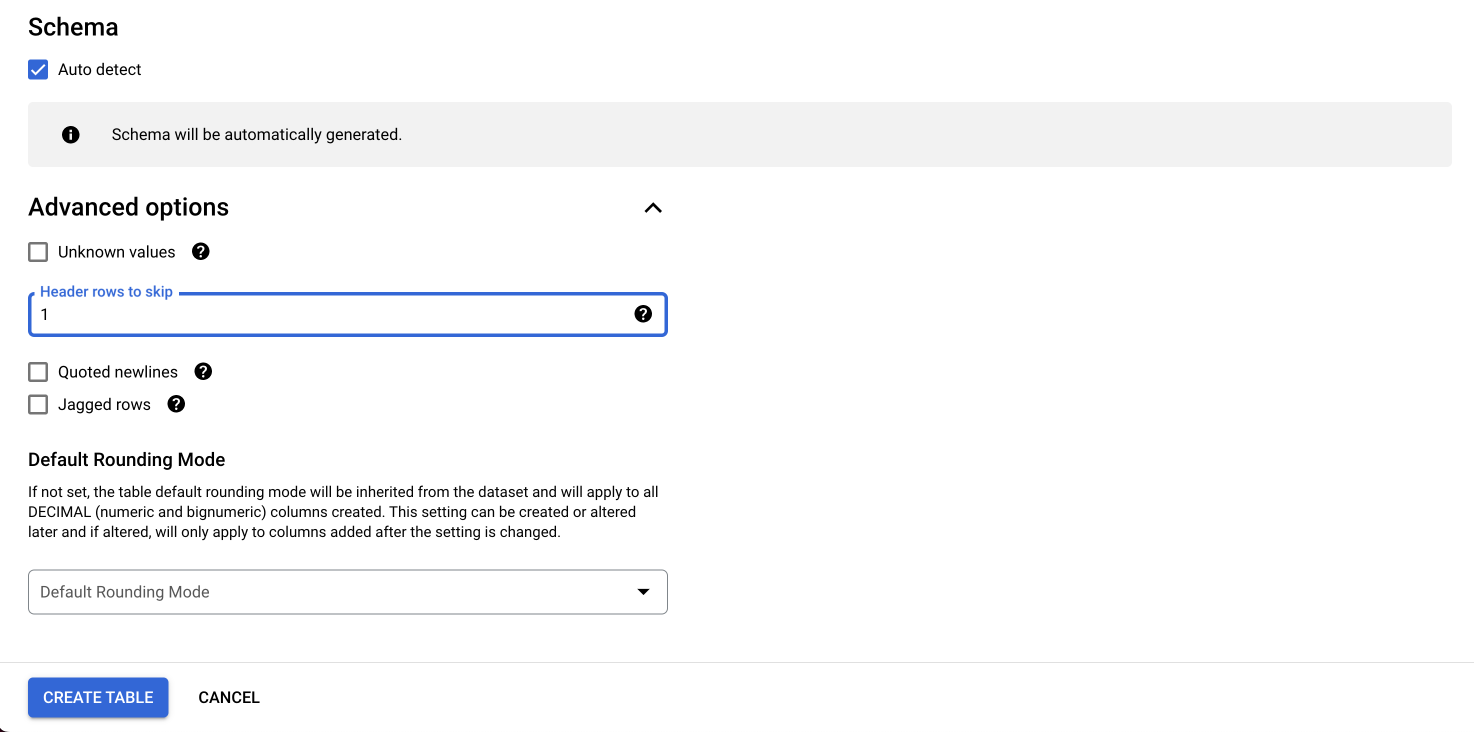 Schema
Auto detect
Schema will be automatically generated.
Advanced options
Unknown values
Header rows to skip
1
Quoted newlines
Jagged rows
Default Rounding Mode
If not set, the table default rounding mode will be inherited from the dataset and will apply to all
DECIMAL (numeric and bignumeric) columns created. This setting can be created or altered
later and if altered, will only apply to columns added after the setting is changed.
Default Rounding Mode
CREATE TABLE CANCEL